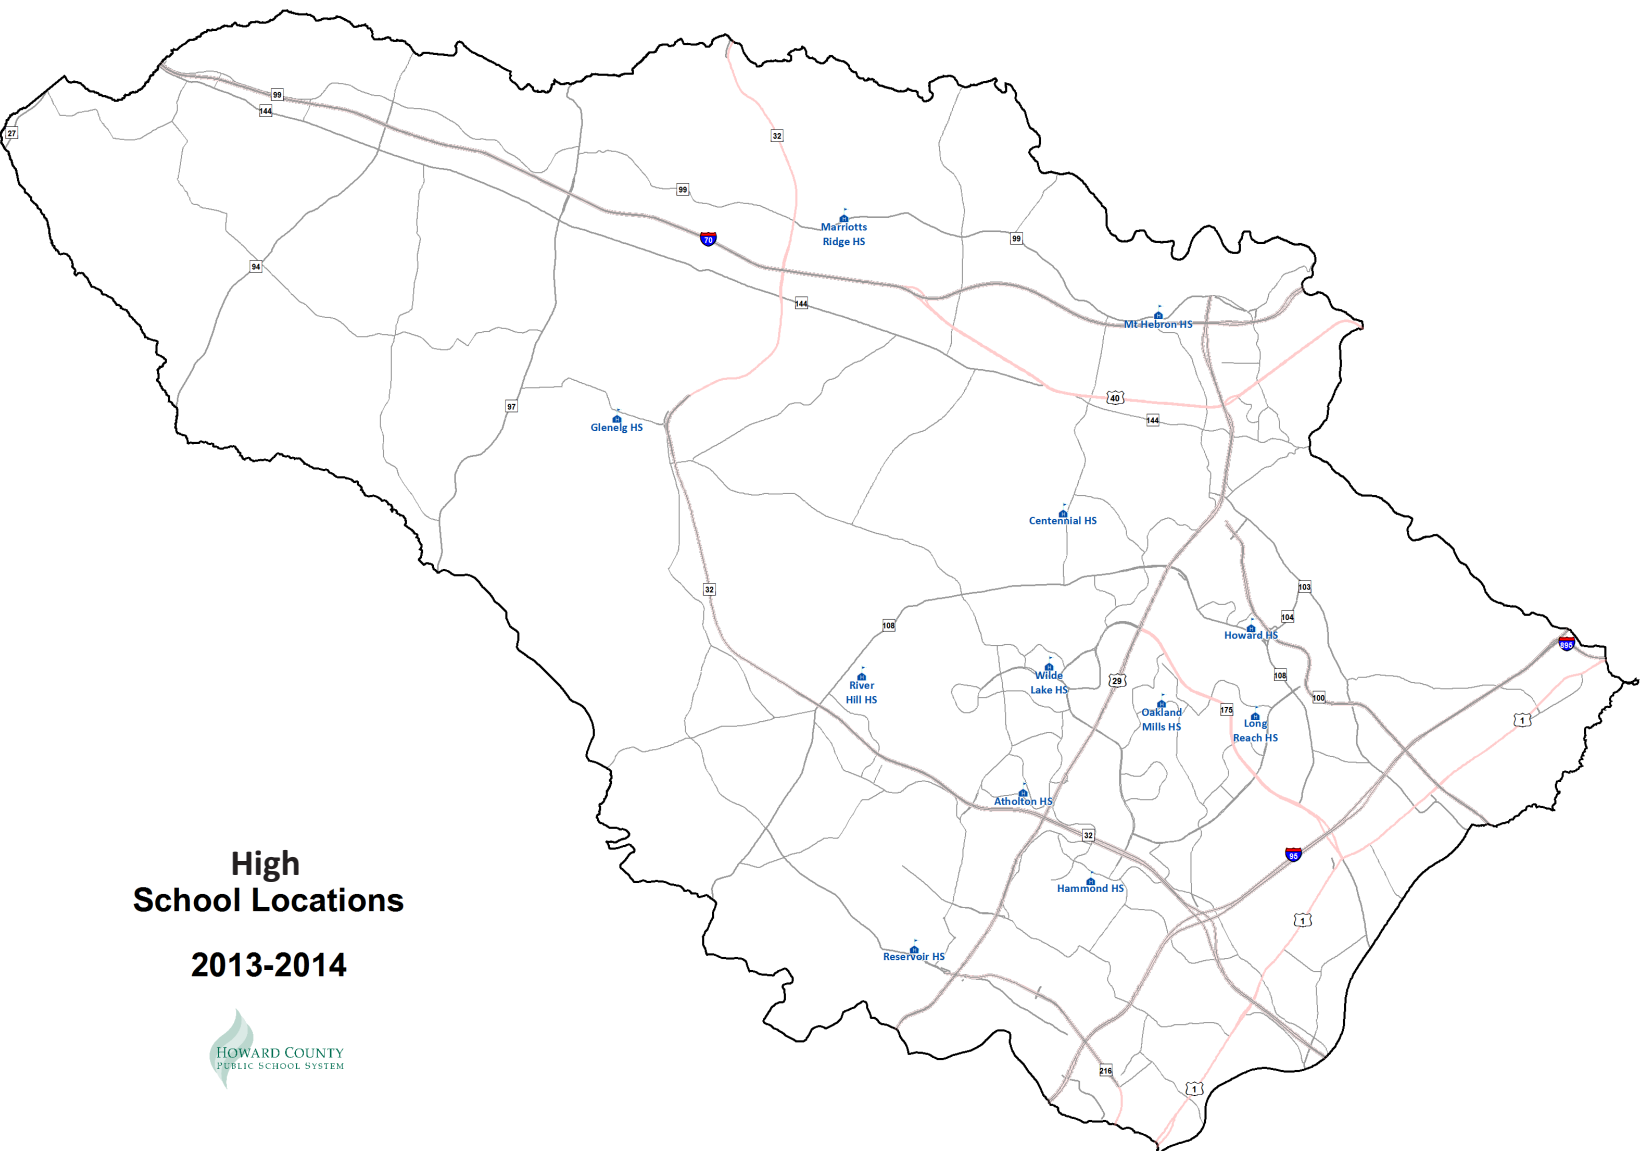 99
144
27
32
99
70
Marriotts
Ridge HS
99
94
144
Mt Hebron HS
40
97
144
Glenelg HS
Centennial HS
32
103
104
108
Howard HS
895
River
Hill HS
Wilde
Lake HS
29
108
100
Oakland
Mills HS
175
Long
Reach HS
1
Atholton HS
32
95
Hammond HS
1
Reservoir HS
216
1
High
School Locations
2013-2014
HOWARD COUNTY
PUBLIC SCHOOL SYSTEM